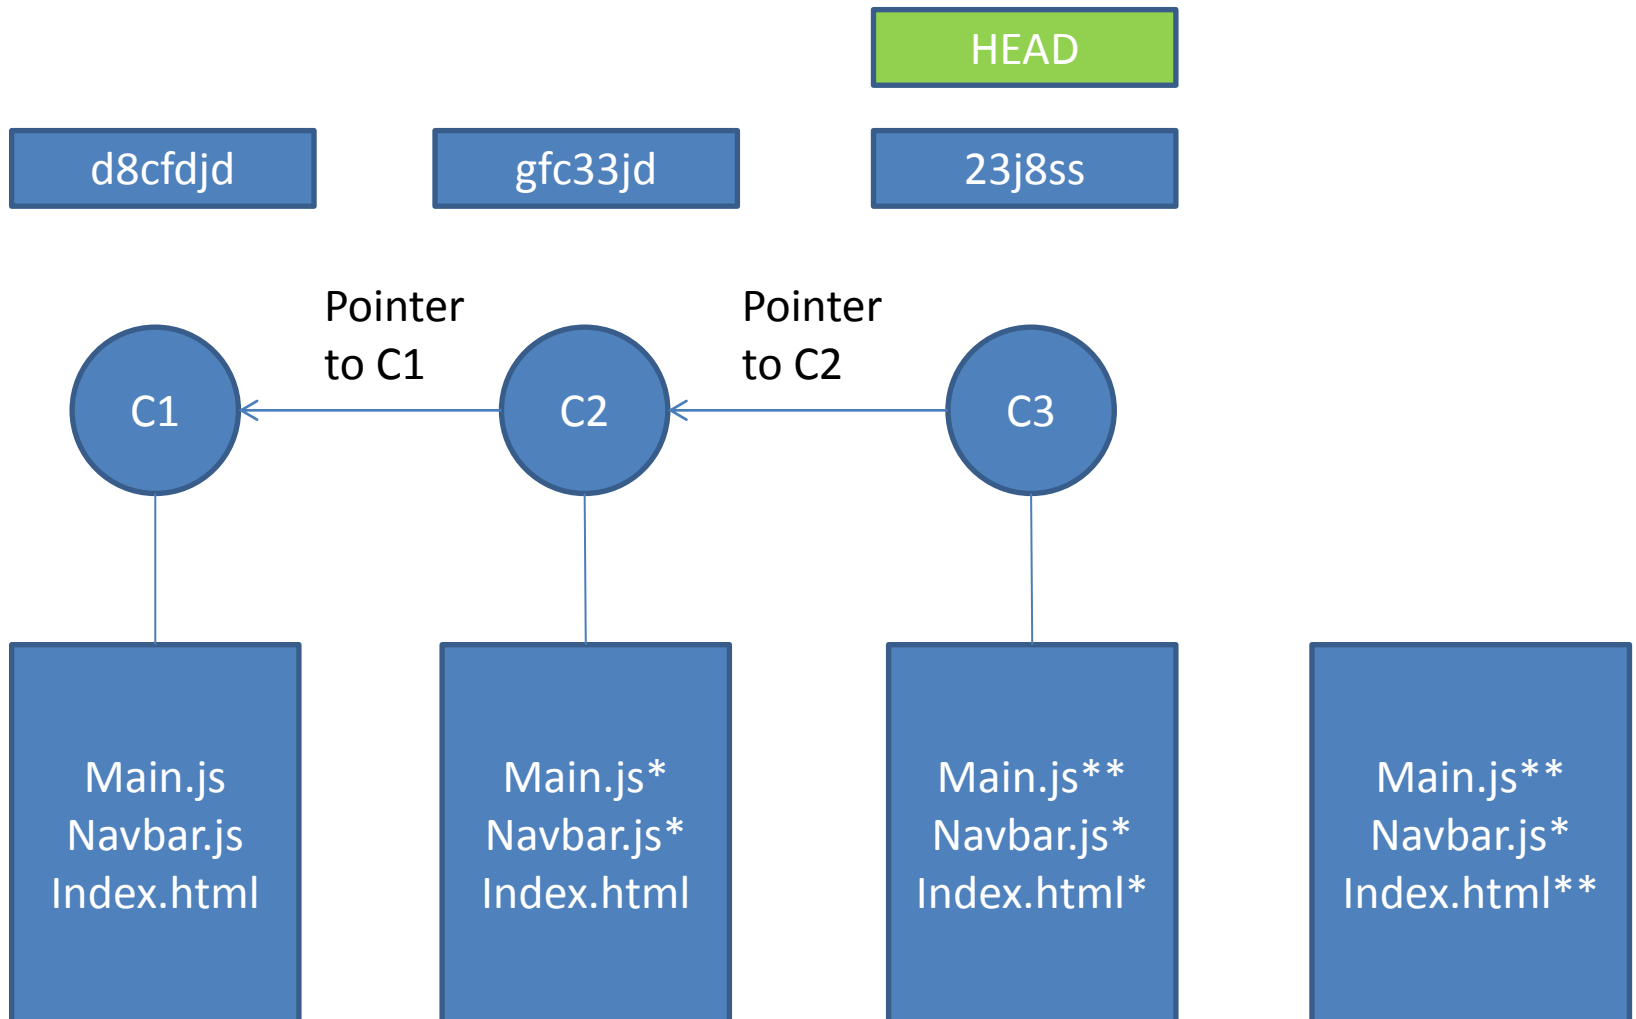 HEAD
d8cfdjd
gfc33jd
23j8ss
Pointer
to C1
Pointer
to C2
C1
C2
C3
Main.js
Navbar.js
Index.html
Main.js*
Navbar.js*
Index.html
Main.js**
Navbar.js*
Index.html*
Main.js**
Navbar.js*
Index.html**